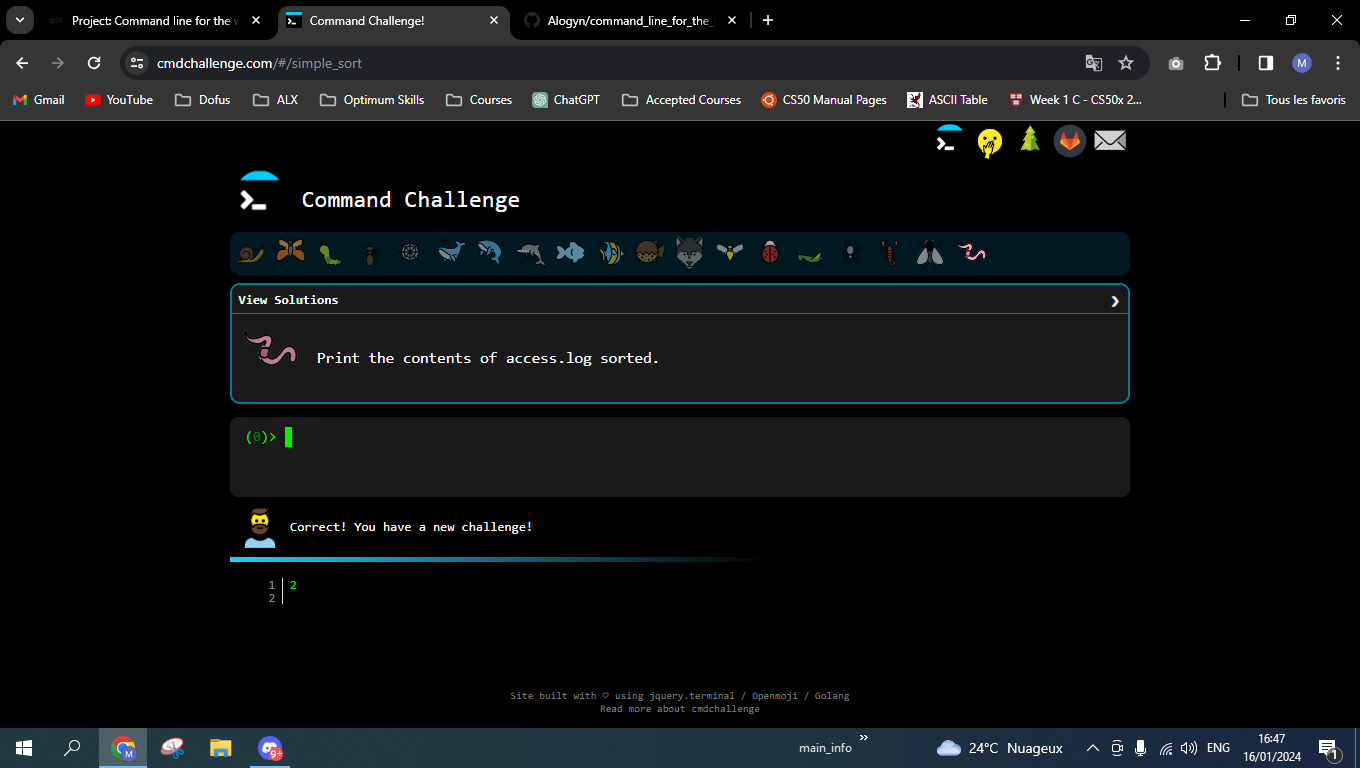 Project: Command line for the
Command Challenge!
Alogyn/command_line_for_the_
cmdchallenge.com/#/simple_sort
M
Gmail
YouTube
Dofus
ALX
Optimum Skills
Courses
ChatGPT
Accepted Courses
CS50 Manual Pages
ASCII Table
Week 1 C - CS50x 2...
Tous les favoris
Command Challenge
View Solutions
Print the contents of access.log sorted.
(0)>
Correct! You have a new challenge!
1 2
2
Site built with ♡ using jquery.terminal / Openmoji / Golang
Read more about cmdchallenge
M
9+
main_info
»
24°C Nuageux
ENG
16:47
16/01/2024
1